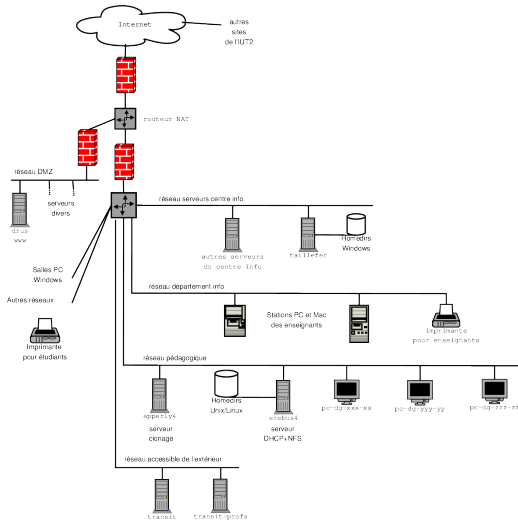 Internet
autres
sites
de l'IUT2
routeur NAT
réseau DMZ
serveurs
divers
drus
www
réseau serveurs centre info
autres serveurs
du centre info
taillefer
Homedirs
Windows
Salles PC
Windows
Autres réseaux
Imprimante
pour étudiants
réseau département info
Stations PC et Mac
des enseignants
imprimante
pour enseignants
réseau pédagogique
epperly4
serveur
clonage
Homedirs
Unix/Linux
erebus4
serveur
DHCP+NFS
pc-dg-xxx-xx
pc-dg-yyy-yy
pc-dg-zzz-zz
réseau accessible de l'extérieur
transit
transit-profs